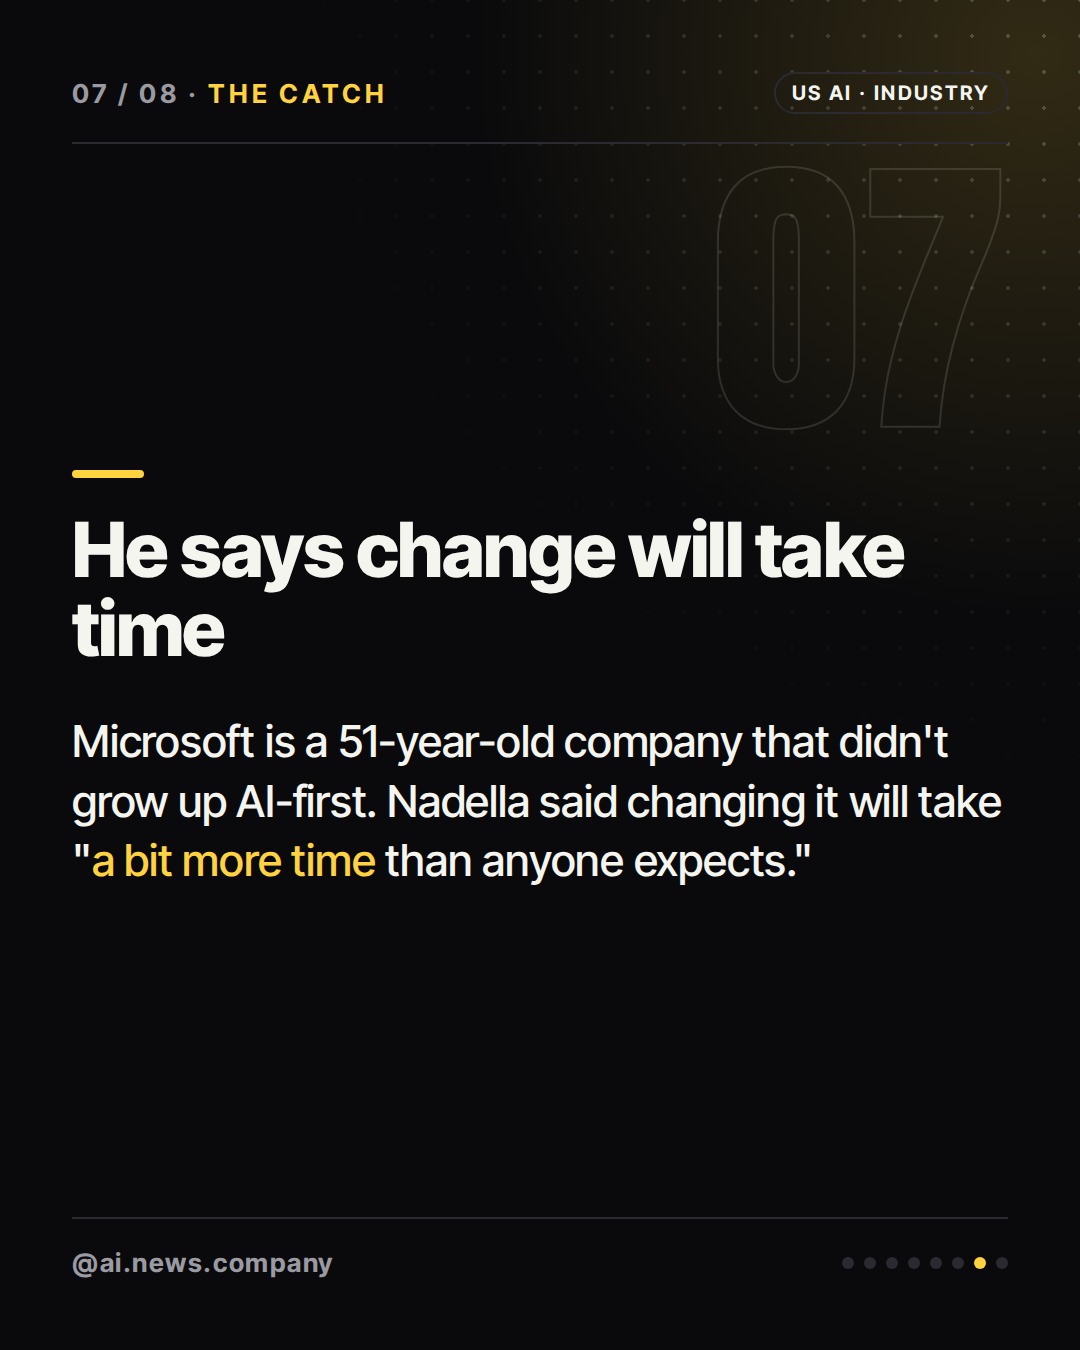 07 / 08 · THE CATCH
US AI · INDUSTRY
07
He says change will take
time
Microsoft is a 51-year-old company that didn't
grow up AI-first. Nadella said changing it will take
"a bit more time than anyone expects."
@ai.news.company